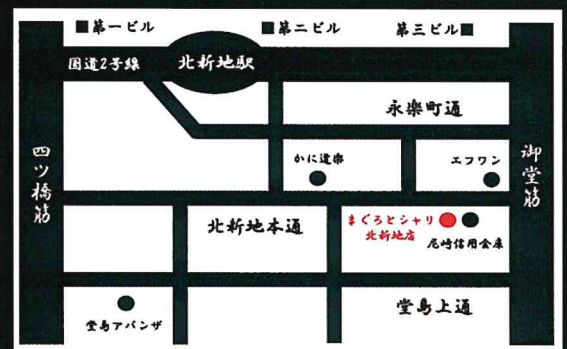 ■第一ビル
■第二ビル
第三ビル■
国道2号線
北新地駅
永楽町通
四ツ橋筋
御堂筋
かに道楽
エフワン
北新地本通
まぐろとシャリ
北新地店
尼崎信用金庫
堂島上通
堂島アバンザ